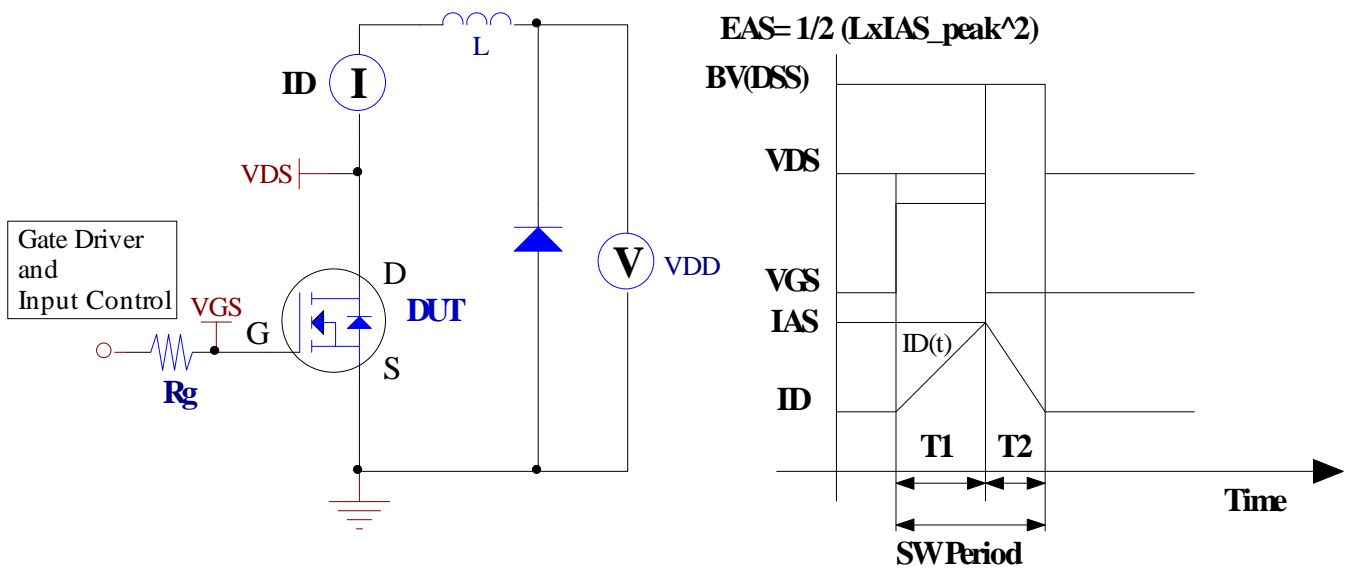 L
ID
I
VDS
Gate Driver
and
Input Control
VGS
G
D
DUT
S
Rg
V
VDD
EAS= 1/2 (LxIAS_peak^2)
BV(DSS)
VDS
VGS
IAS
ID(t)
ID
T1
T2
Time
SW Period